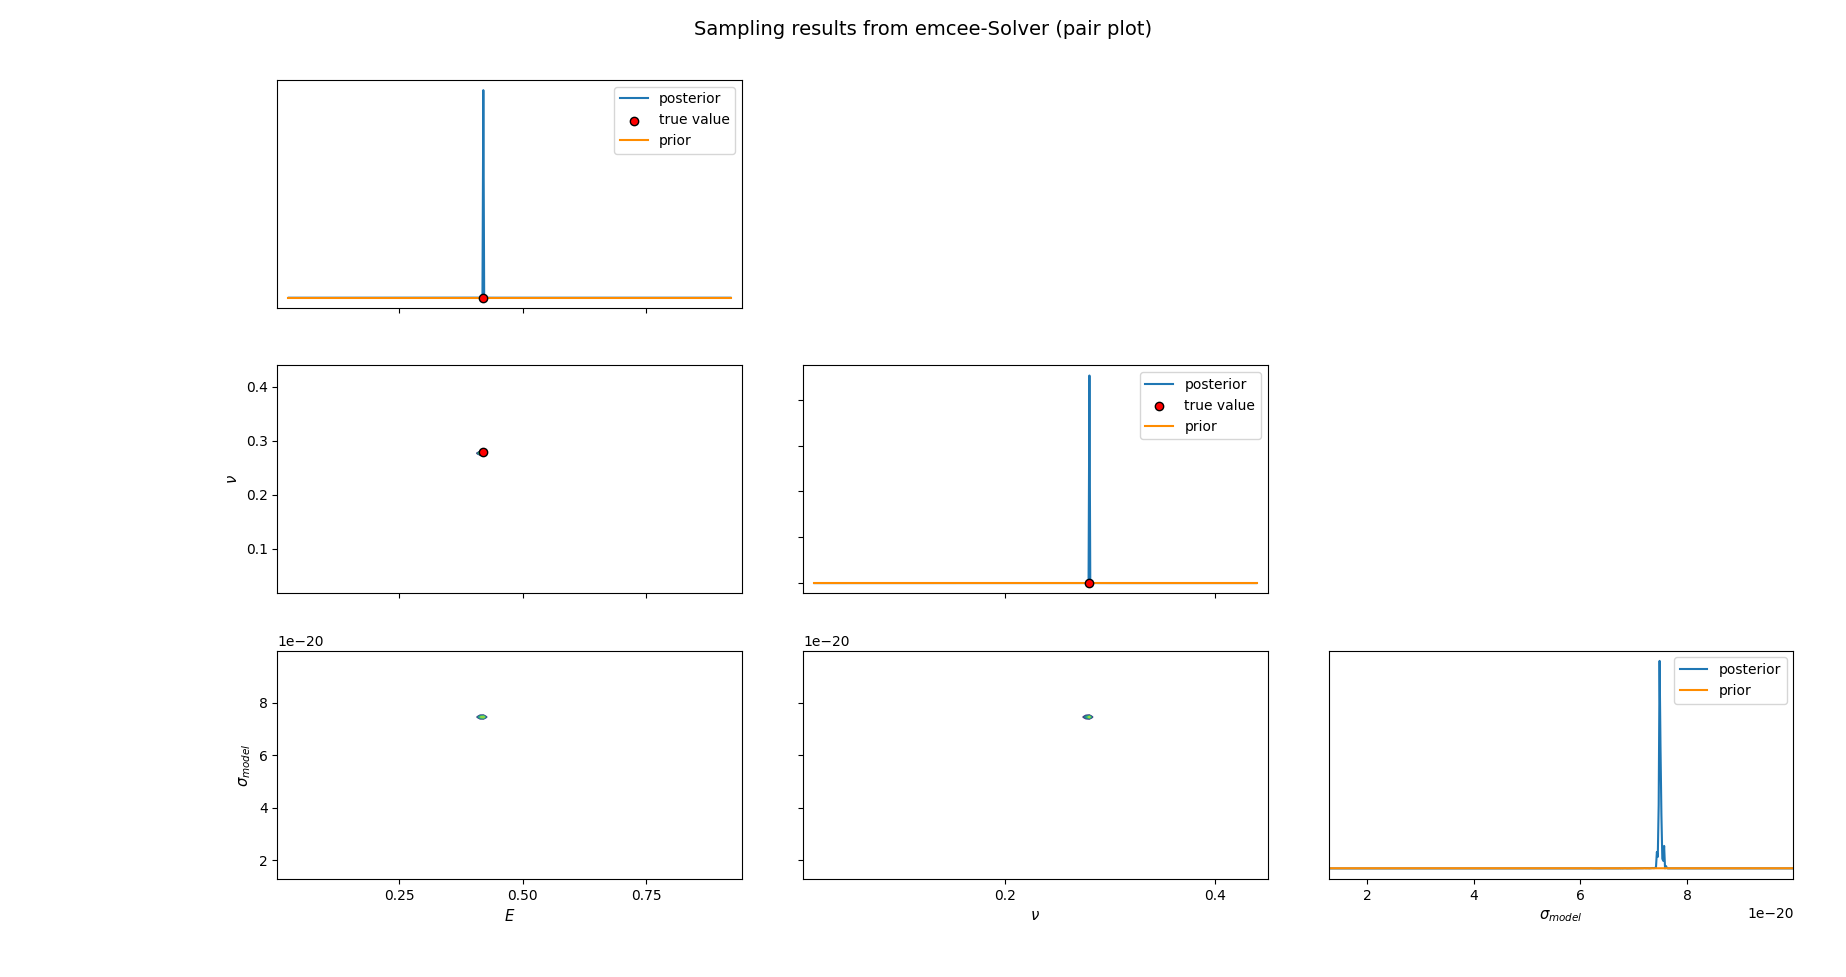 Sampling results from emcee-Solver (pair plot)
posterior
true value
prior
0.4
0.3
0.2
0.1
ν
posterior
true value
prior
1e−20
8
6
4
2
σmodel
0.25
0.50
0.75
E
1e−20
0.2
0.4
ν
posterior
prior
2
4
6
8
1e−20
σmodel